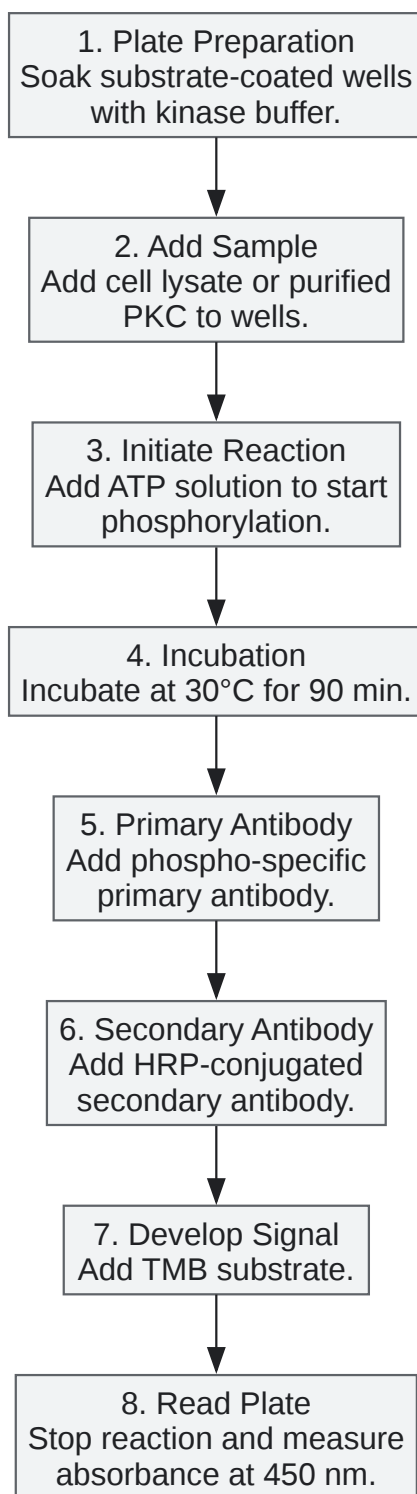 1. Plate Preparation
Soak substrate-coated wells
with kinase buffer.
2. Add Sample
Add cell lysate or purified
PKC to wells.
3. Initiate Reaction
Add ATP solution to start
phosphorylation.
4. Incubation
Incubate at 30°C for 90 min.
5. Primary Antibody
Add phospho-specific
primary antibody.
6. Secondary Antibody
Add HRP-conjugated
secondary antibody.
7. Develop Signal
Add TMB substrate.
8. Read Plate
Stop reaction and measure
absorbance at 450 nm.